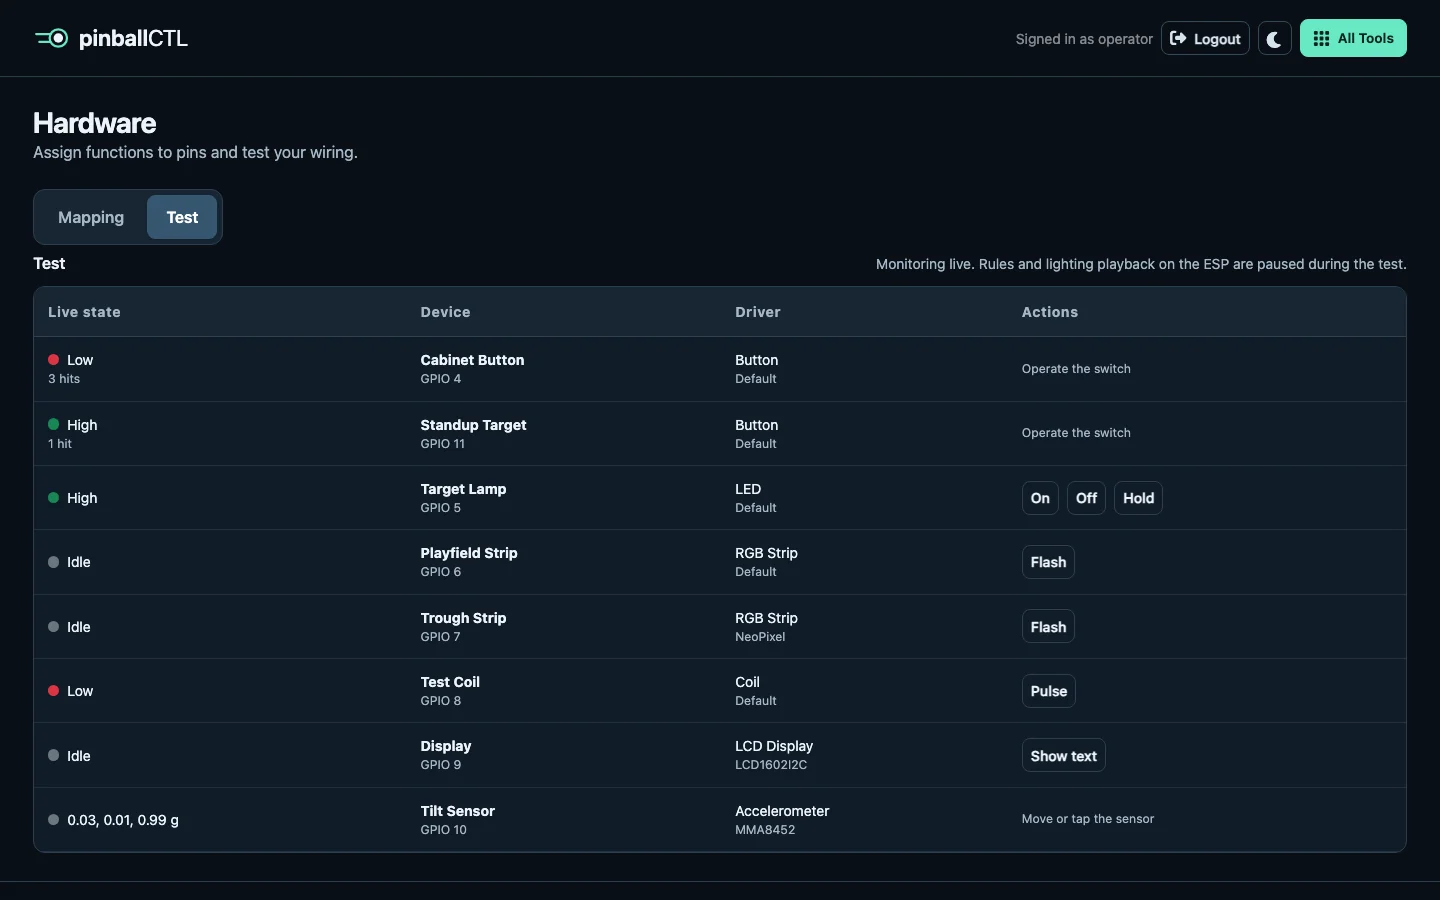 pinballCTL
Signed in as operator
Logout
All Tools
Hardware
Assign functions to pins and test your wiring.
Mapping
Test
Test
Monitoring live. Rules and lighting playback on the ESP are paused during the test.
Live state Device Driver Actions
Low
3 hits
Cabinet Button
GPIO 4
Button
Default
Operate the switch
High
1 hit
Standup Target
GPIO 11
Button
Default
Operate the switch
High
Target Lamp
GPIO 5
LED
Default
On Off Hold
Idle
Playfield Strip
GPIO 6
RGB Strip
Default
Flash
Idle
Trough Strip
GPIO 7
RGB Strip
NeoPixel
Flash
Low
Test Coil
GPIO 8
Coil
Default
Pulse
Idle
Display
GPIO 9
LCD Display
LCD1602I2C
Show text
0.03, 0.01, 0.99 g
Tilt Sensor
GPIO 10
Accelerometer
MMA8452
Move or tap the sensor